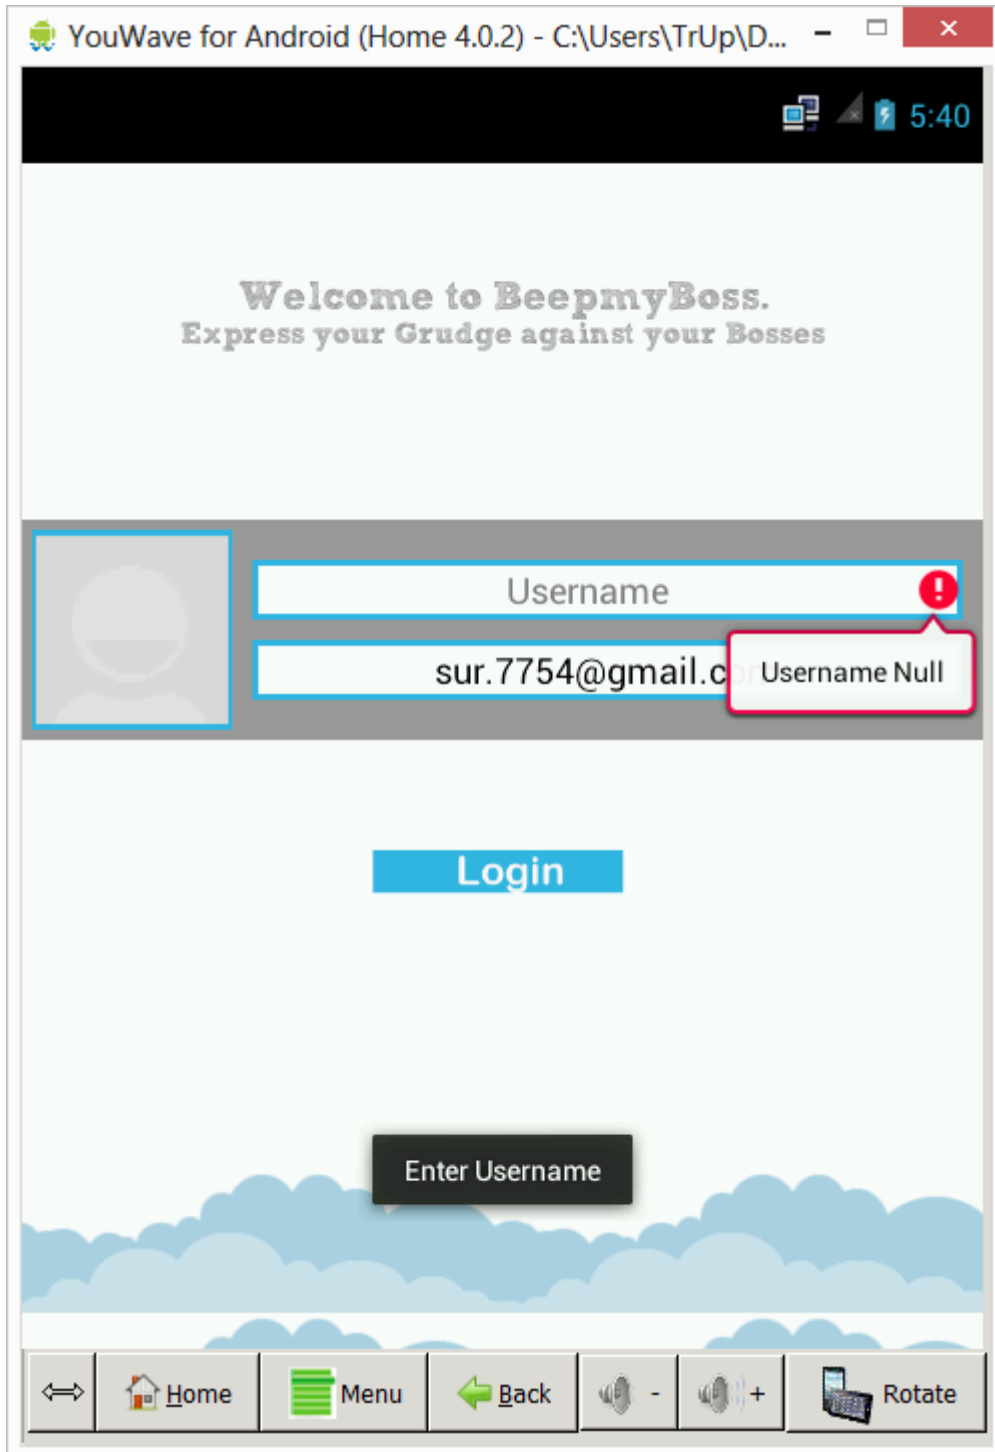 YouWave for Android (Home 4.0.2) - C:\Users\TrUp\D...
5:40
Welcome to BeepmyBoss.
Express your Grudge against your Bosses
Username
sur.7754@gmail.c
Username Null
Login
Enter Username
Home
Menu
Back
-
+
Rotate